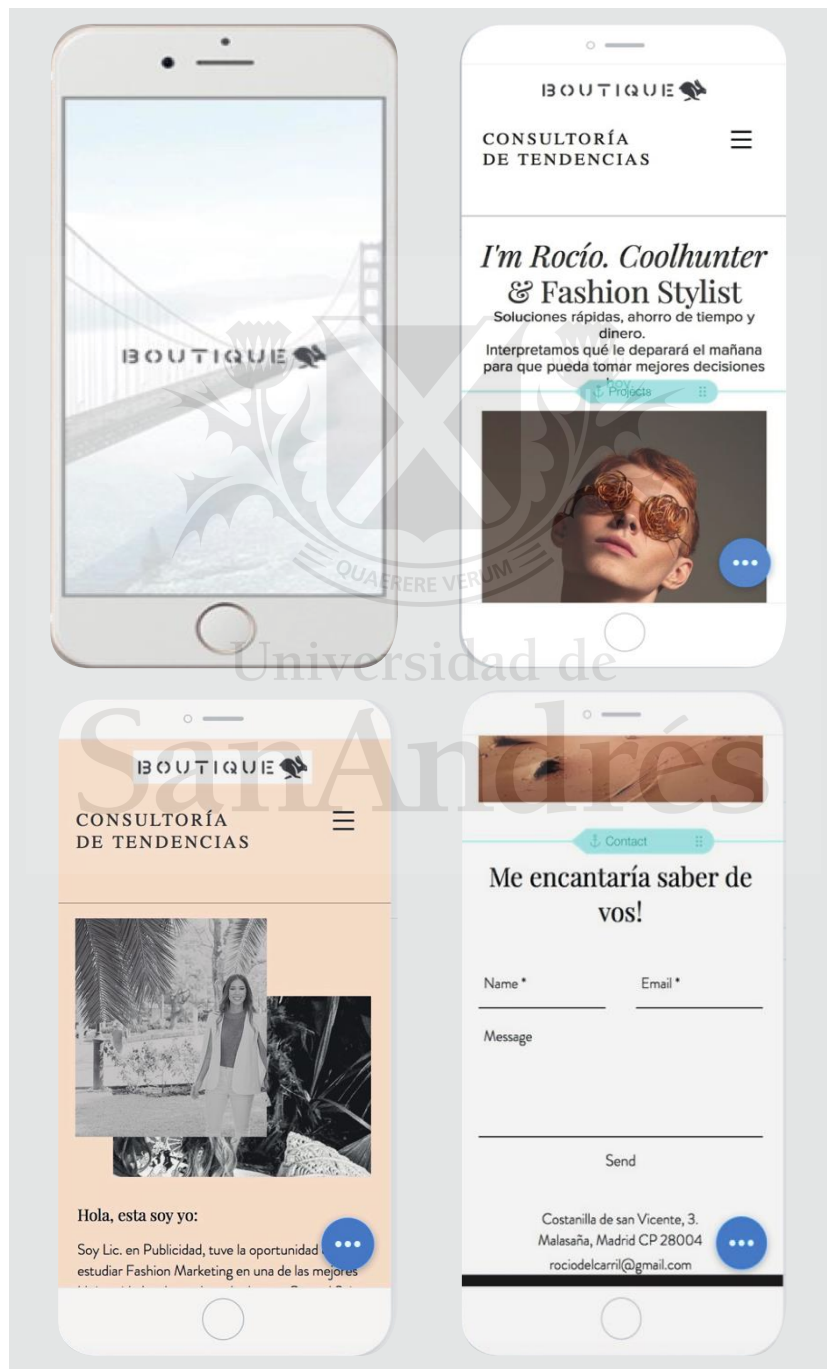 BOUTIQUE
BOUTIQUE
CONSULTORÍA
DE TENDENCIAS
I'm Rocío. Coolhunter
& Fashion Stylist
Soluciones rápidas, ahorro de tiempo y
dinero.
Interpretamos qué le deparará el mañana
para que pueda tomar mejores decisiones
Projects
QUAERERE VERUM
Universidad de
SanAndrés
BOUTIQUE
CONSULTORÍA
DE TENDENCIAS
Hola, esta soy yo:
Soy Lic. en Publicidad, tuve la oportunidad
estudiar Fashion Marketing en una de las mejores
Contact
Me encantaría saber de
vos!
Name *
Email *
Message
Send
Costanilla de san Vicente, 3.
Malasaña, Madrid CP 28004
rociodelcarril@gmail.com